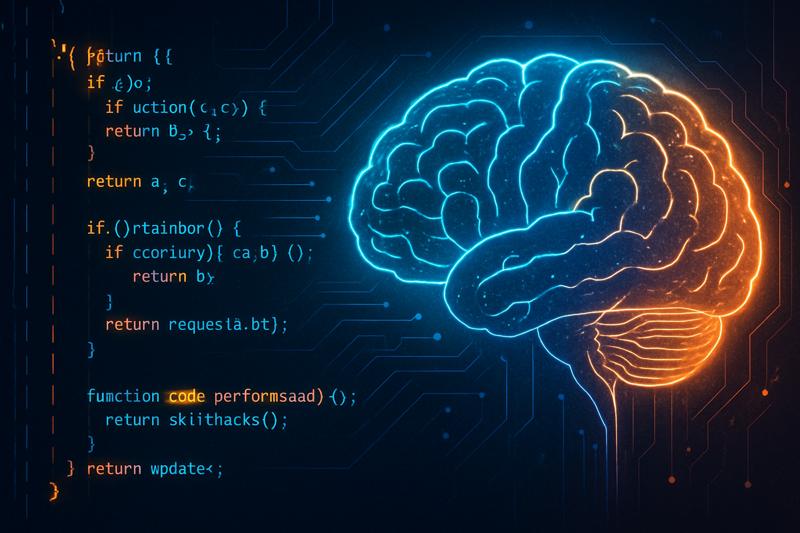 return {{
if
if uction( {
return
}
return a, c,
if.()rtainbor() {
if ccoriury){ ca,b} ();
return b}
}
return requesia.bt};
}
fumction code performsaad) {);
return skiithacks();
}
} return wpdate<;
}